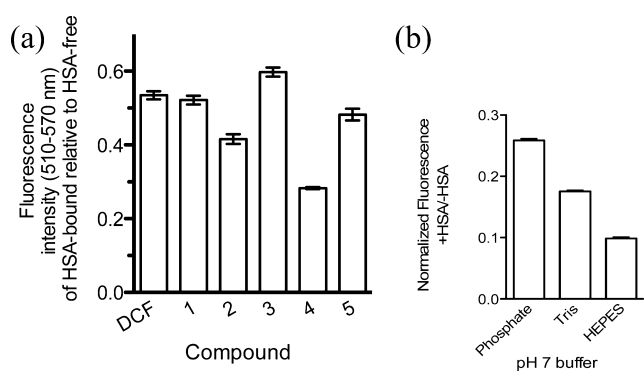 (a)
Fluorescence
intensity (510-570 nm)
of HSA-bound relative to HSA-free
0.6
0.4
0.2
0.0
DCF
1
2
3
4
5
Compound
(b)
Normalized Fluorescence
+HSA/-HSA
0.3
0.2
0.1
0.0
Phosphate
Tris
HEPES
pH 7 buffer